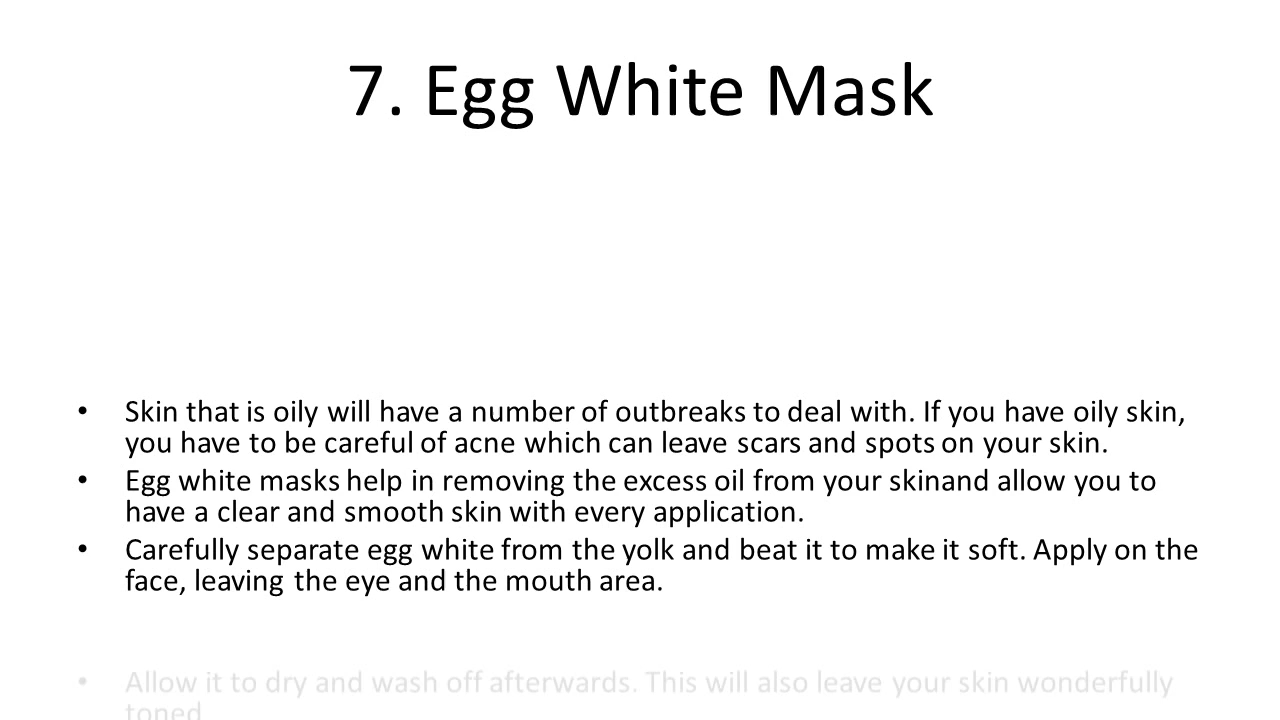 7. Egg White Mask
• Skin that is oily will have a number of outbreaks to deal with. If you have oily skin,
you have to be careful of acne which can leave scars and spots on your skin.
• Egg white masks help in removing the excess oil from your skinand allow you to
have a clear and smooth skin with every application.
• Carefully separate egg white from the yolk and beat it to make it soft. Apply on the
face, leaving the eye and the mouth area.
• Allow it to dry and wash off afterwards. This will also leave your skin wonderfully
toned